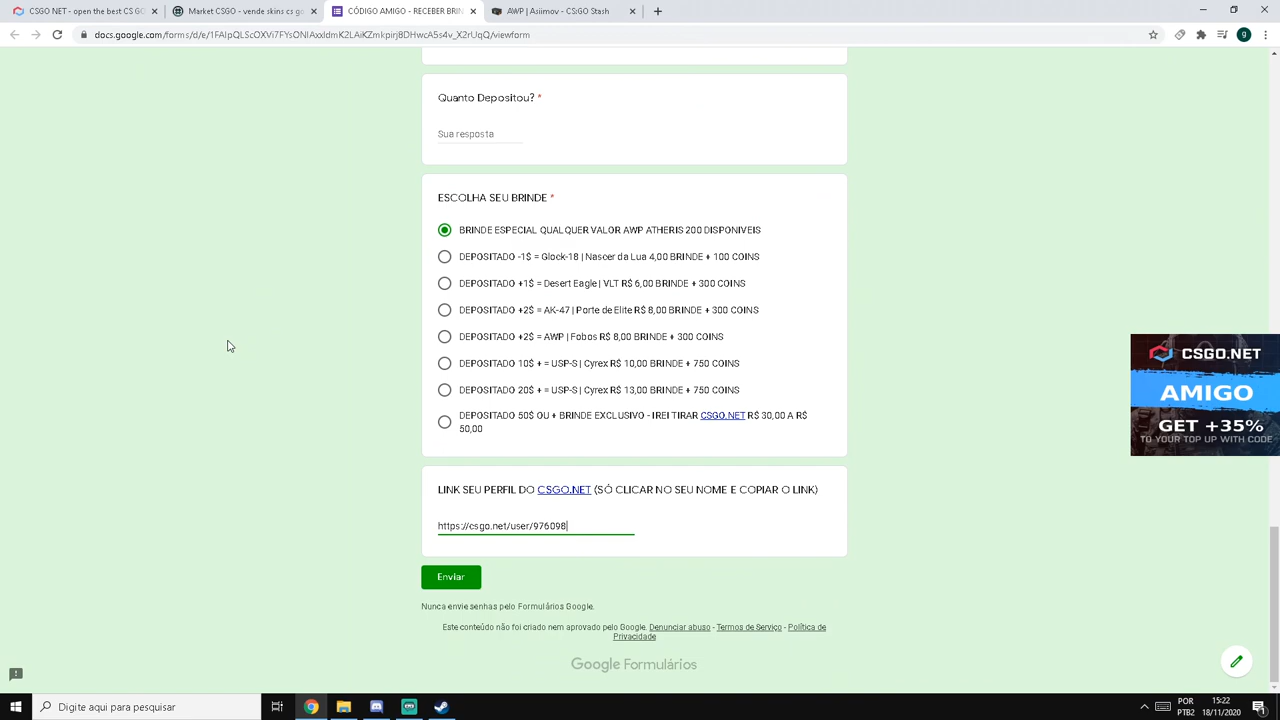 CSGO NET - open the best CS GO C
Market CSGO - vende skins cs g
CÓDIGO AMIGO - RECEBER BRIN
AWP | Asiimov - CS:GO Stash
docs.google.com/forms/d/e/1FAIpQLScOXVi7FYsONIAxxIdmK2LAiKZmkpirj8DHwcA5s4v_X2rUqQ/viewform
g
Quanto Depositou? *
Sua resposta
ESCOLHA SEU BRINDE *
BRINDE ESPECIAL QUALQUER VALOR AWP ATHERIS 200 DISPONIVEIS
DEPOSITADO -1$ = Glock-18 | Nascer da Lua 4,00 BRINDE + 100 COINS
DEPOSITADO +1$ = Desert Eagle | VLT R$ 6,00 BRINDE + 300 COINS
DEPOSITADO +2$ = AK-47 | Porte de Elite R$ 8,00 BRINDE + 300 COINS
DEPOSITADO +2$ = AWP | Fobos R$ 8,00 BRINDE + 300 COINS
DEPOSITADO 10$ + = USP-S | Cyrex R$ 10,00 BRINDE + 750 COINS
DEPOSITADO 20$ + = USP-S | Cyrex R$ 13,00 BRINDE + 750 COINS
DEPOSITADO 50$ OU + BRINDE EXCLUSIVO - IREI TIRAR CSGO.NET R$ 30,00 A R$
50,00
CSGO.NET
AMIGO
GET +35%
TO YOUR TOP UP WITH CODE
LINK SEU PERFIL DO CSGO.NET (SÓ CLICAR NO SEU NOME E COPIAR O LINK)
https://csgo.net/user/976098
Enviar
Nunca envie senhas pelo Formulários Google.
Este conteúdo não foi criado nem aprovado pelo Google. Denunciar abuso - Termos de Serviço - Política de
Privacidade
Google Formulários
Digite aqui para pesquisar
POR
PTB2
15:22
18/11/2020
1